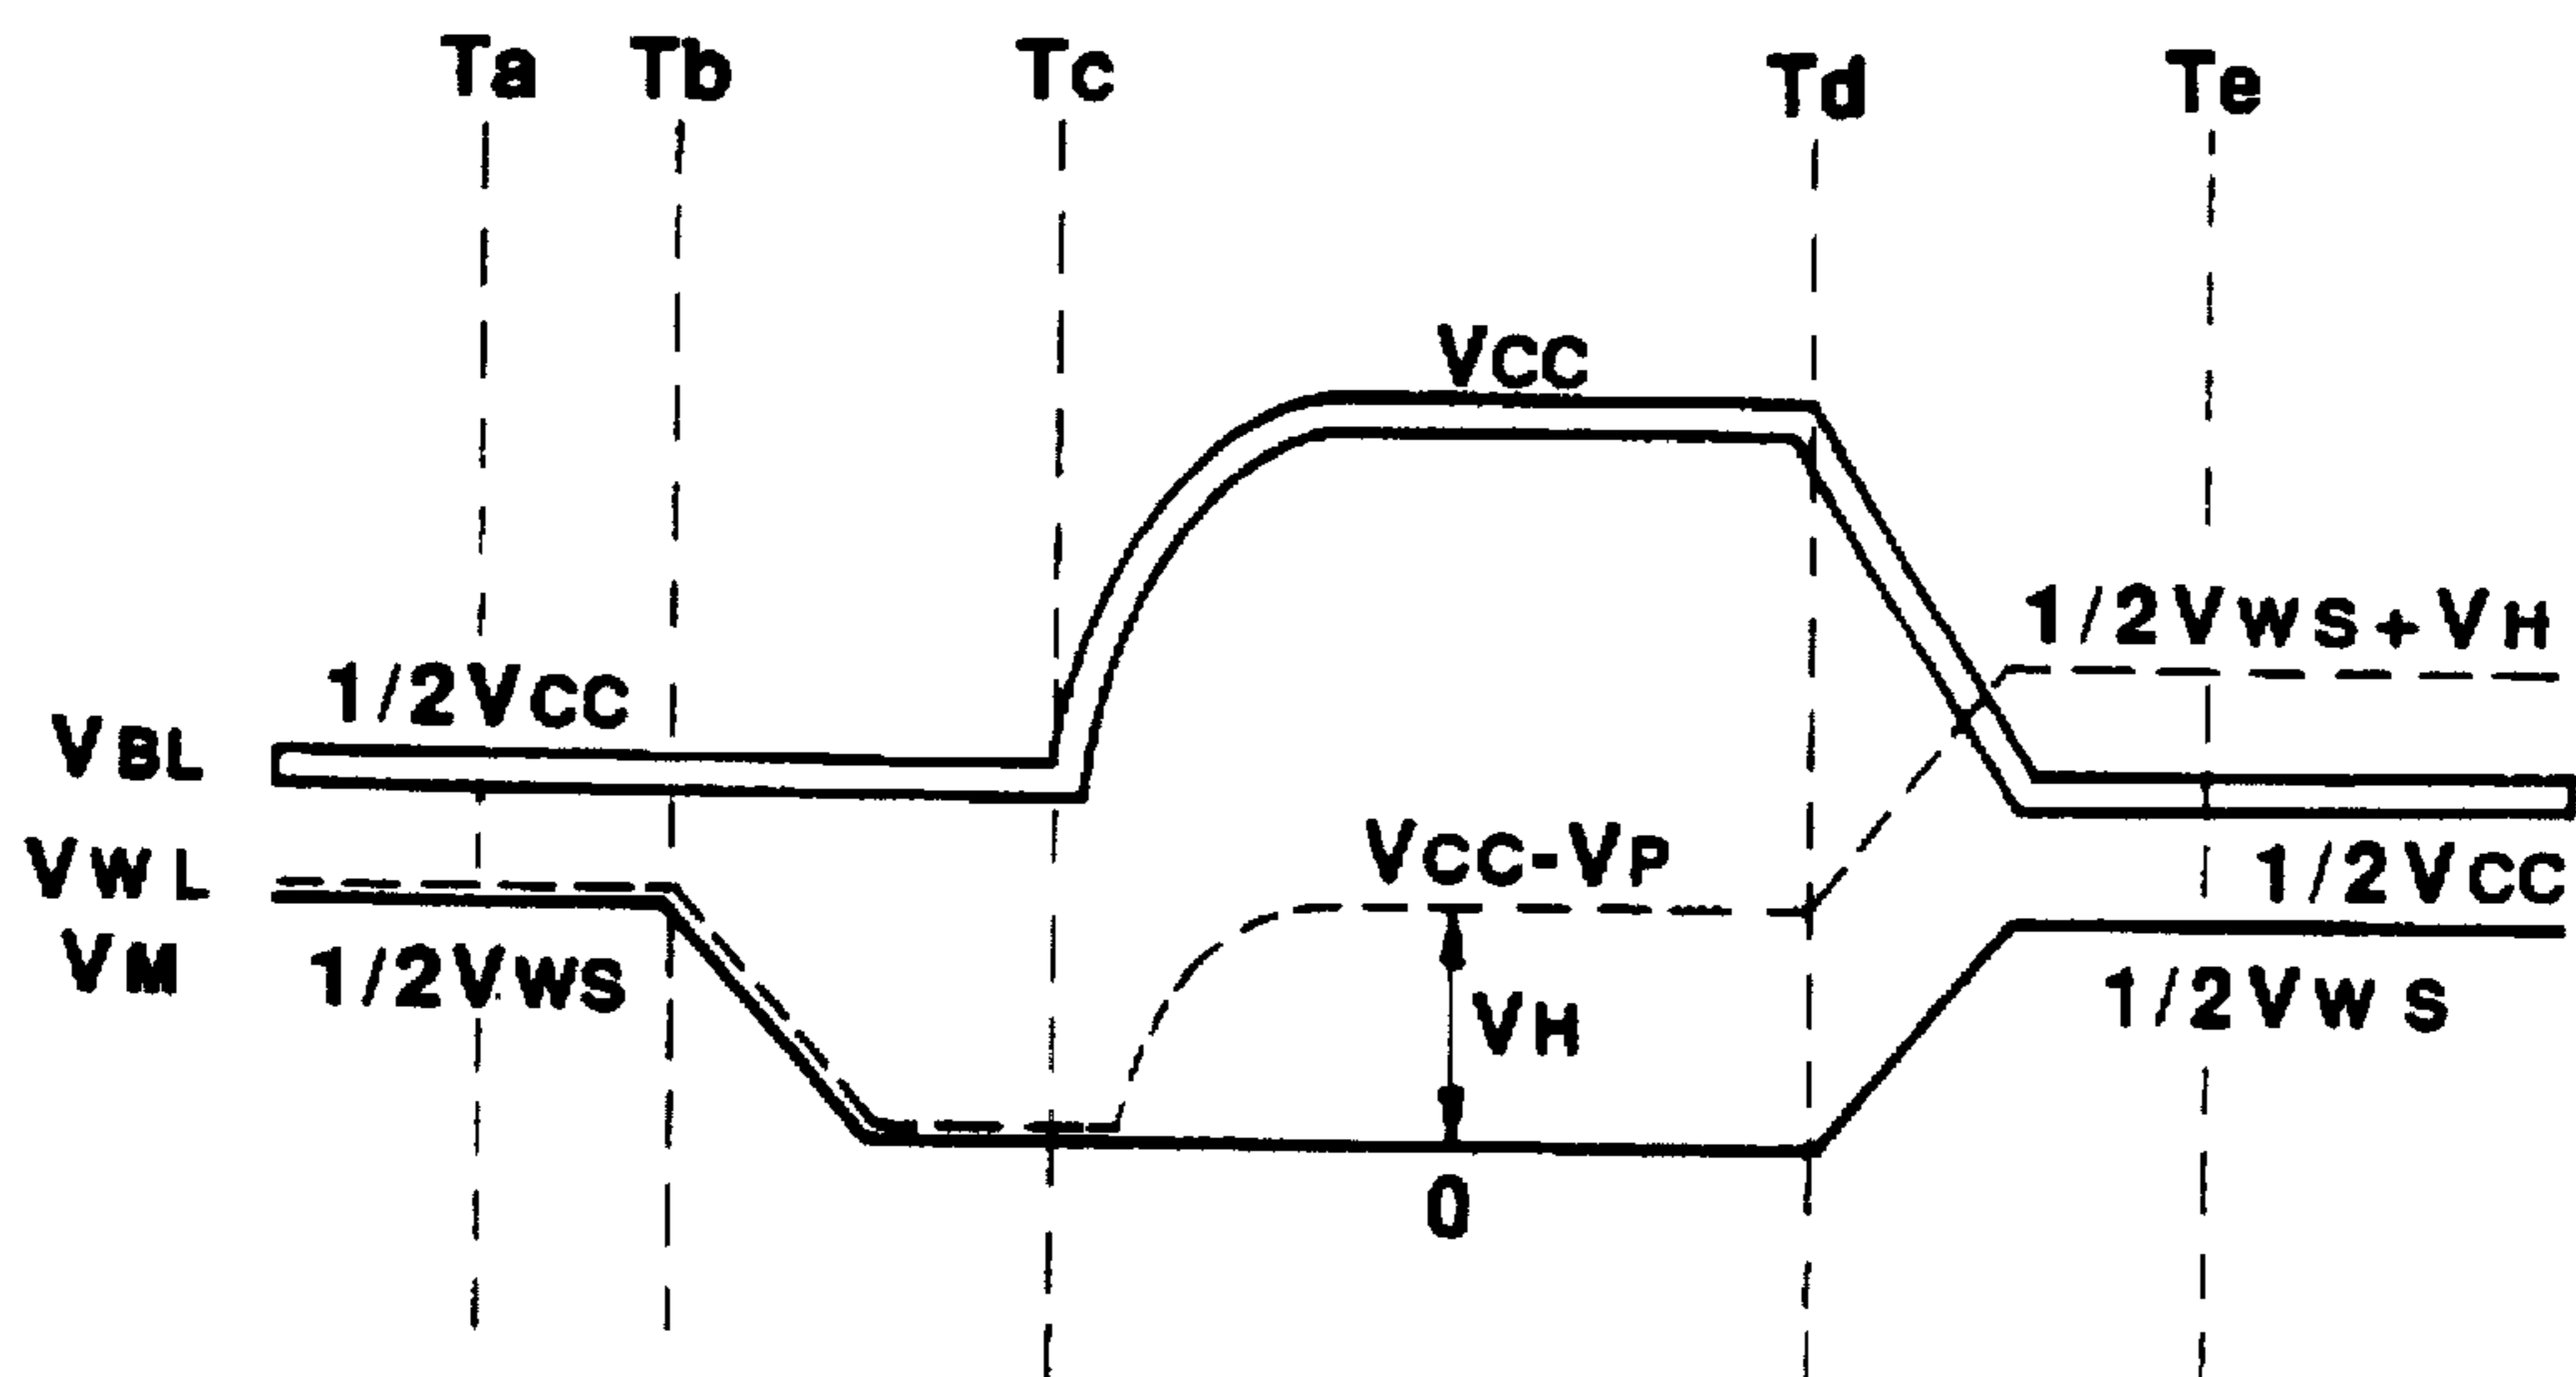 Ta Tb Tc Td Te
VCC
1/2VWS+VH
1/2VCC
VBL
VCC-VP
VWL
1/2VCC
VM
1/2VWS
VH
1/2VWS
0